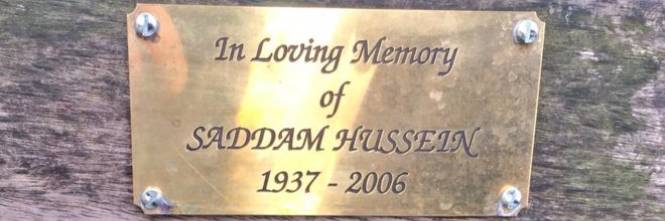 In Loving Memory
of
SADDAM HUSSEIN
1937 - 2006